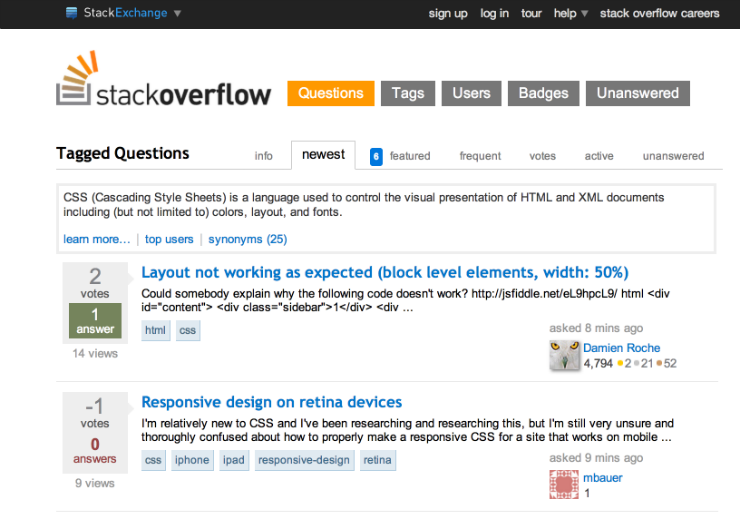 StackExchange ▼ sign up log in tour help ▼ stack overflow careers
stackoverflow Questions Tags Users Badges Unanswered
Tagged Questions info newest 6 featured frequent votes active unanswered
CSS (Cascading Style Sheets) is a language used to control the visual presentation of HTML and XML documents
including (but not limited to) colors, layout, and fonts.
learn more... | top users | synonyms (25)
2
votes
1
answer
14 views
Layout not working as expected (block level elements, width: 50%)
Could somebody explain why the following code doesn't work? http://jsfiddle.net/eL9hpcL9/ html <div
id="content"> <div class="sidebar">1</div> <div ...
html css
asked 8 mins ago
Damien Roche
4,794 ●2 ●21 ●52
-1
votes
0
answers
9 views
Responsive design on retina devices
I'm relatively new to CSS and I've been researching and researching this, but I'm still very unsure and
thoroughly confused about how to properly make a responsive CSS for a site that works on mobile ...
css iphone ipad responsive-design retina
asked 9 mins ago
mbauer
1